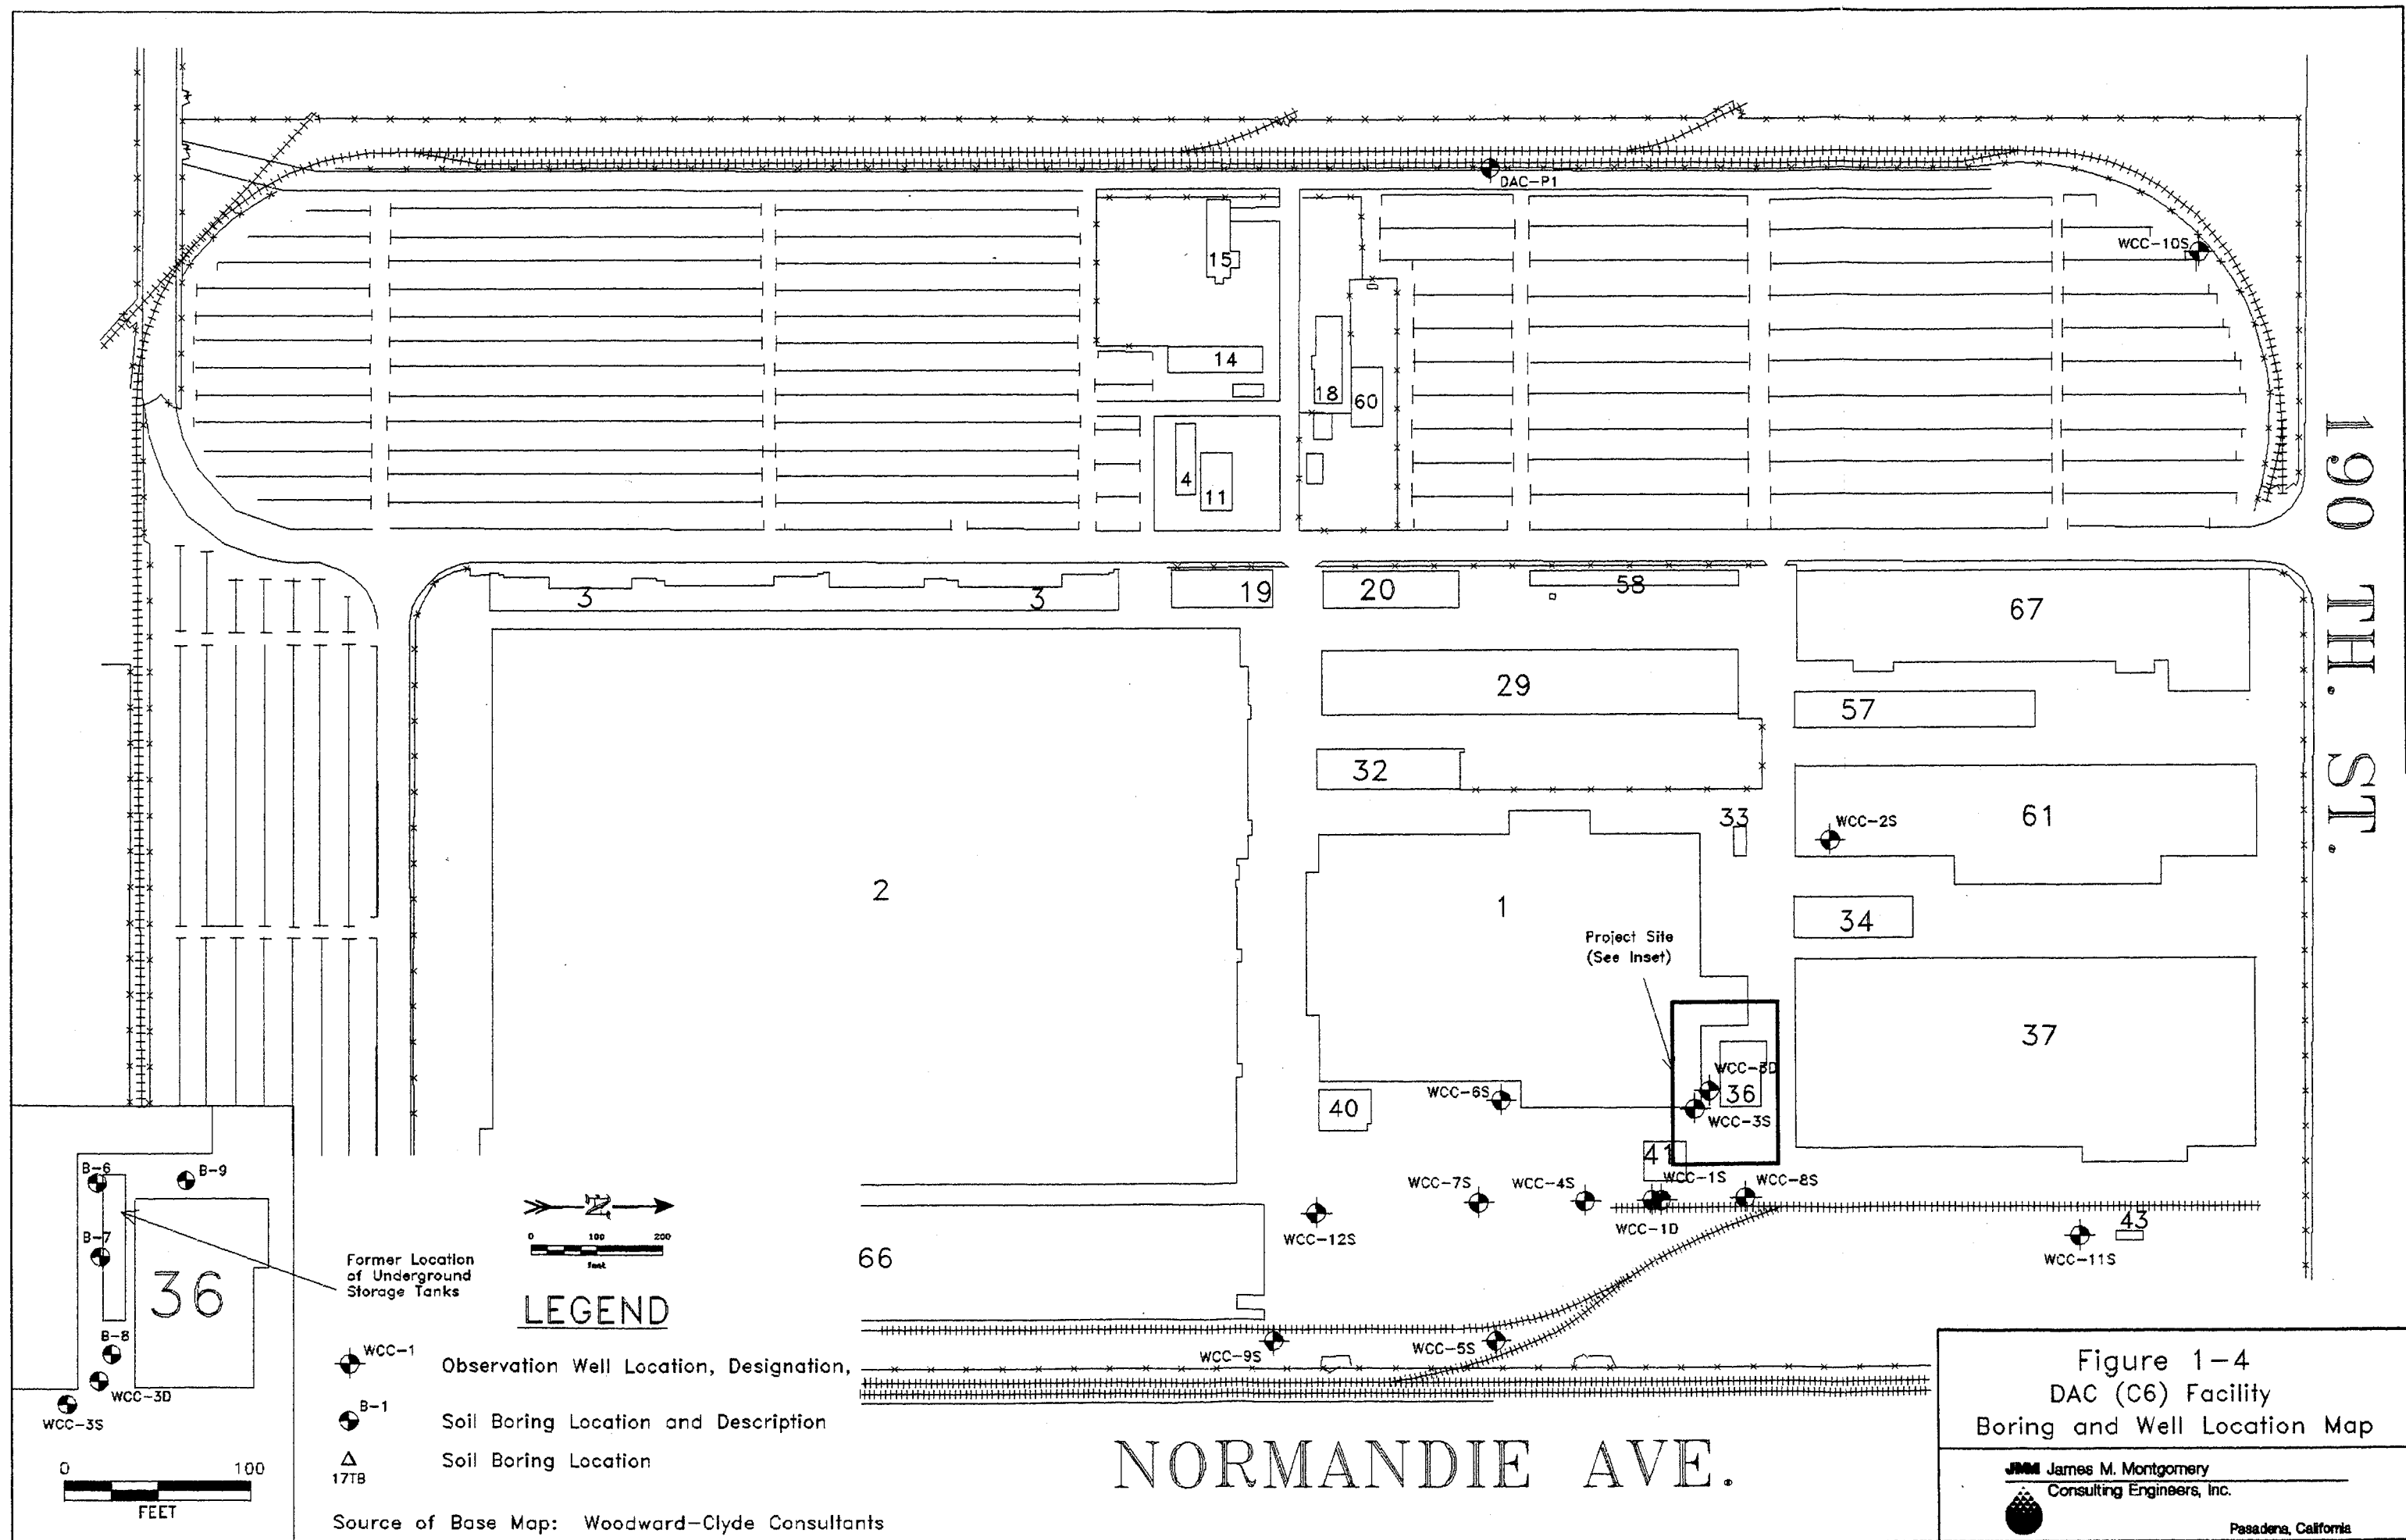 DAC-P1
WCC-10S
15
14
18
60
4
11
190 TH. ST.
3
3
19
20
58
67
29
57
32
33
WCC-2S
61
2
1
34
Project Site
(See Inset)
37
WCC-3D
36
WCC-6S
40
WCC-3S
41
WCC-7S
WCC-4S
WCC-1S
WCC-8S
WCC-12S
WCC-1D
43
WCC-11S
66
WCC-9S
WCC-5S
B-6
B-9
B-7
36
B-8
WCC-3D
WCC-3S
0 100
FEET
Former Location
of Underground
Storage Tanks
N
0 100 200
feet
LEGEND
WCC-1
Observation Well Location, Designation,
B-1
Soil Boring Location and Description
17TB
Soil Boring Location
Source of Base Map: Woodward-Clyde Consultants
NORMANDIE AVE.
Figure 1-4
DAC (C6) Facility
Boring and Well Location Map
JMM James M. Montgomery
Consulting Engineers, Inc.
Pasadena, California